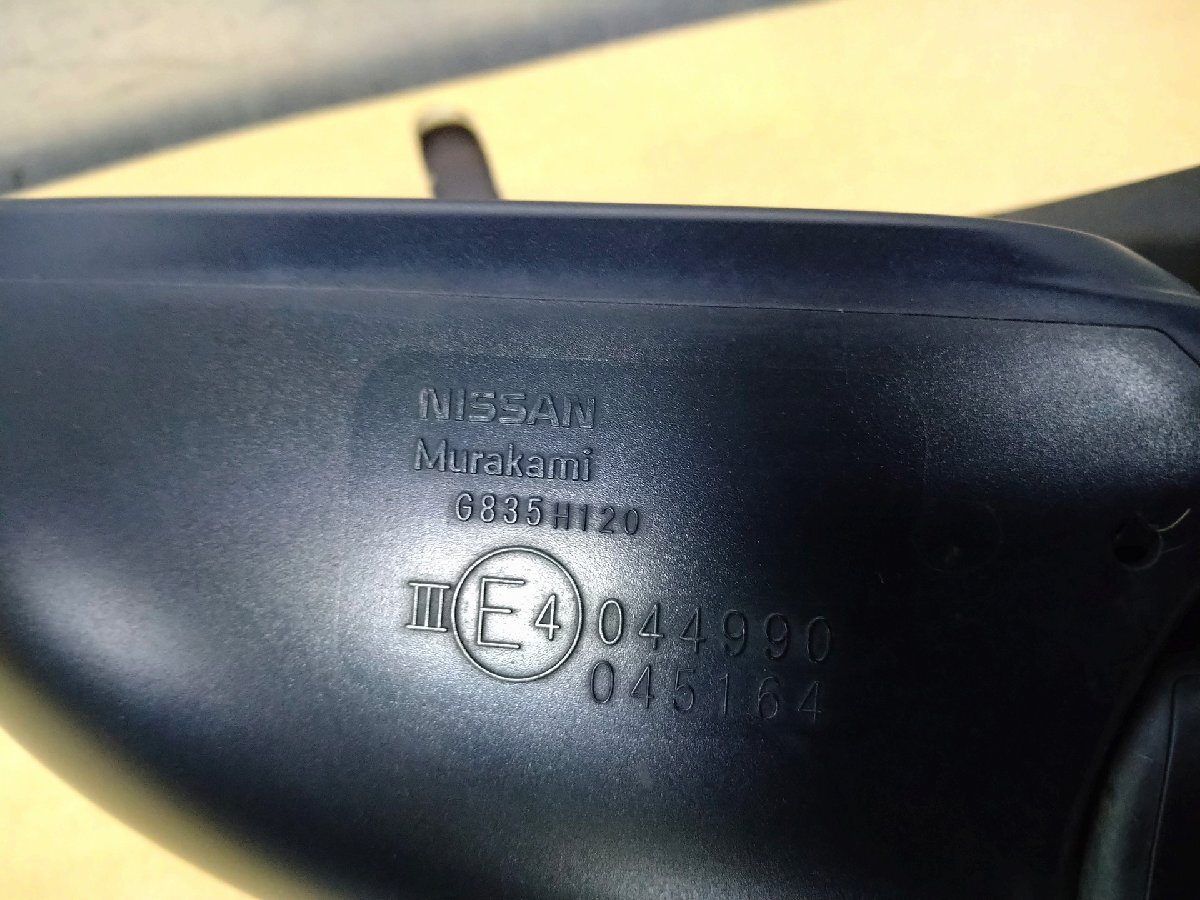 NISSAN
Murakami
G835H120
III E4 044990
045164